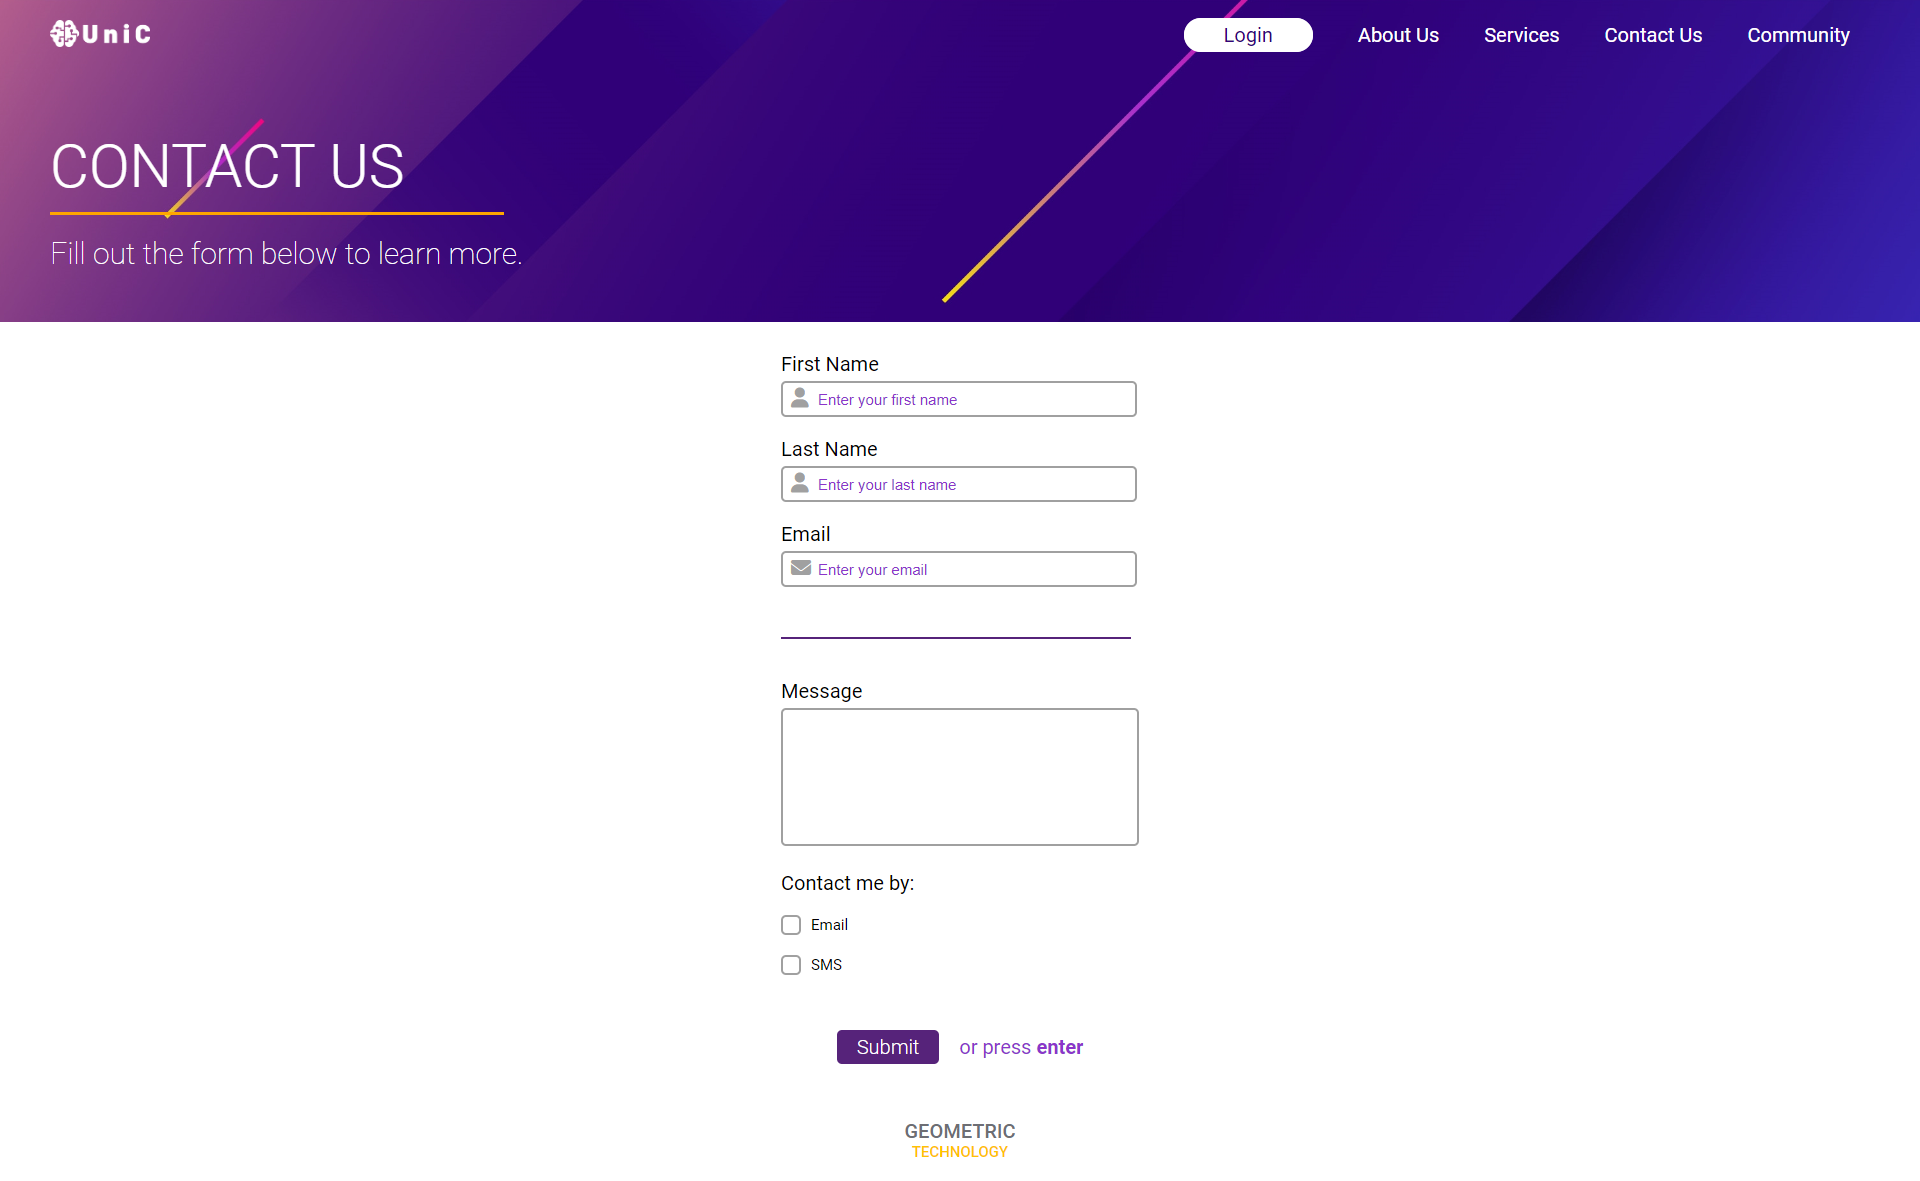 UniC
Login
About Us
Services
Contact Us
Community
CONTACT US
Fill out the form below to learn more.
First Name
Enter your first name
Last Name
Enter your last name
Email
Enter your email
Message
Contact me by:
Email
SMS
Submit
or press enter
GEOMETRIC
TECHNOLOGY